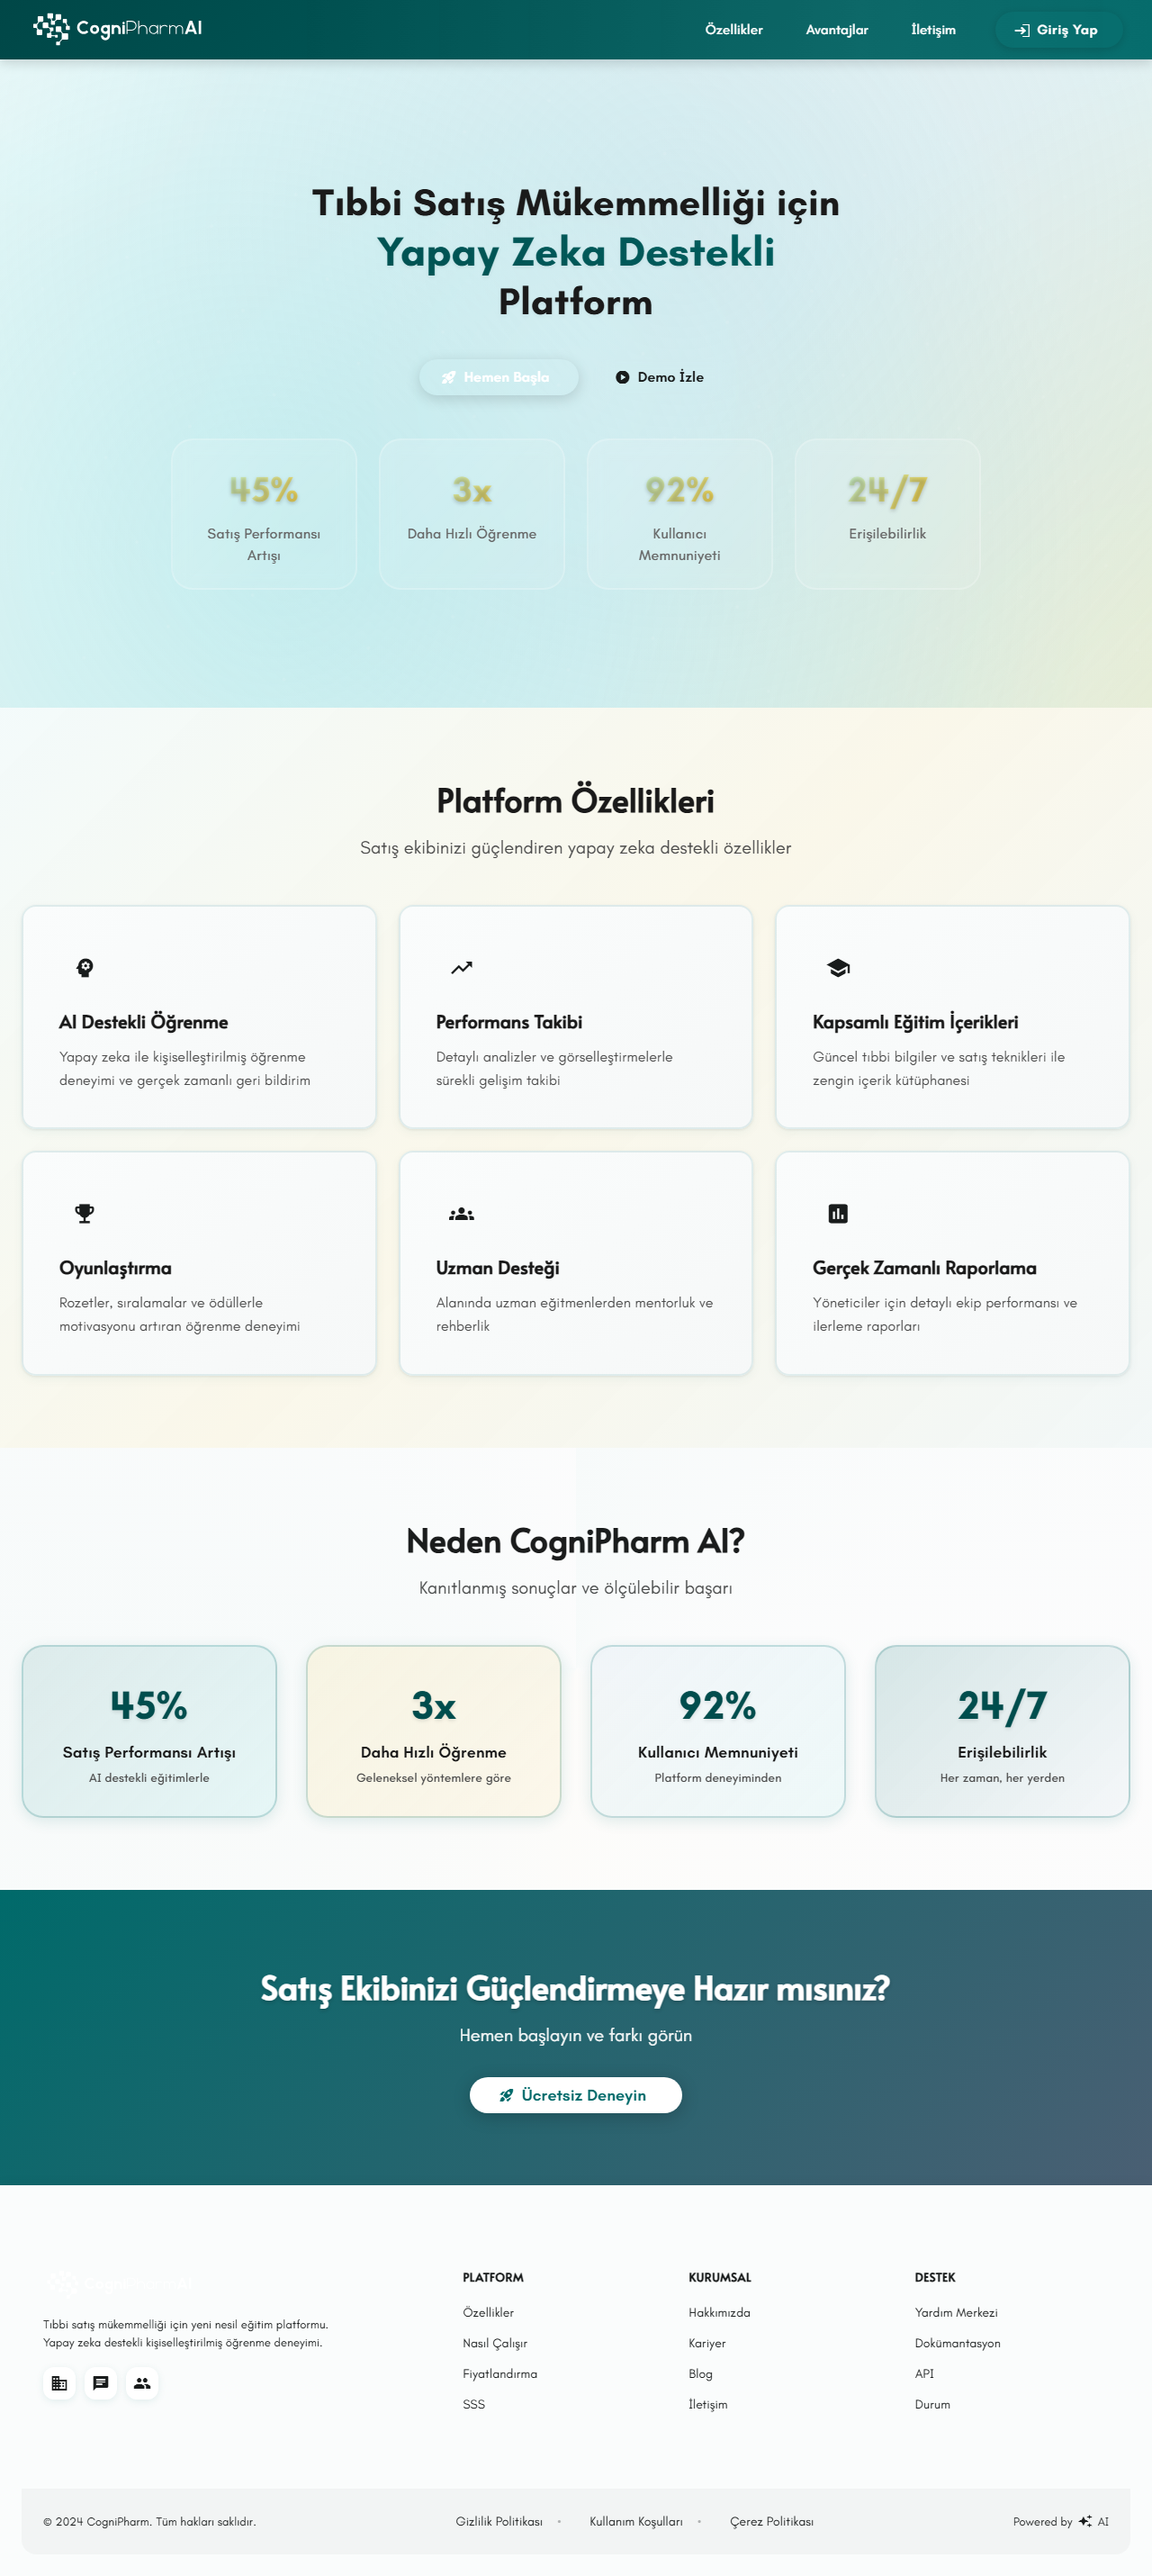 CogniPharmAI
Özellikler
Avantajlar
İletişim
Giriş Yap
Tıbbi Satış Mükemmelliği için
Yapay Zeka Destekli
Platform
Hemen Başla
Demo İzle
45%
Satış Performansı
Artışı
3x
Daha Hızlı Öğrenme
92%
Kullanıcı
Memnuniyeti
24/7
Erişilebilirlik
Platform Özellikleri
Satış ekibinizi güçlendiren yapay zeka destekli özellikler
AI Destekli Öğrenme
Yapay zeka ile kişiselleştirilmiş öğrenme
deneyimi ve gerçek zamanlı geri bildirim
Performans Takibi
Detaylı analizler ve görselleştirmelerle
sürekli gelişim takibi
Kapsamlı Eğitim İçerikleri
Güncel tıbbi bilgiler ve satış teknikleri ile
zengin içerik kütüphanesi
Oyunlaştırma
Rozetler, sıralamalar ve ödüllerle
motivasyonu artıran öğrenme deneyimi
Uzman Desteği
Alanında uzman eğitmenlerden mentorluk ve
rehberlik
Gerçek Zamanlı Raporlama
Yöneticiler için detaylı ekip performansı ve
ilerleme raporları
Neden CogniPharm AI?
Kanıtlanmış sonuçlar ve ölçülebilir başarı
45%
Satış Performansı Artışı
AI destekli eğitimlerle
3x
Daha Hızlı Öğrenme
Geleneksel yöntemlere göre
92%
Kullanıcı Memnuniyeti
Platform deneyiminden
24/7
Erişilebilirlik
Her zaman, her yerden
Satış Ekibinizi Güçlendirmeye Hazır mısınız?
Hemen başlayın ve farkı görün
Ücretsiz Deneyin
CogniPharmAI
Tıbbi satış mükemmelliği için yeni nesil eğitim platformu.
Yapay zeka destekli kişiselleştirilmiş öğrenme deneyimi.
PLATFORM
Özellikler
Nasıl Çalışır
Fiyatlandırma
SSS
KURUMSAL
Hakkımızda
Kariyer
Blog
İletişim
DESTEK
Yardım Merkezi
Dokümantasyon
API
Durum
© 2024 CogniPharm. Tüm hakları saklıdır.
Gizlilik Politikası • Kullanım Koşulları • Çerez Politikası
Powered by AI